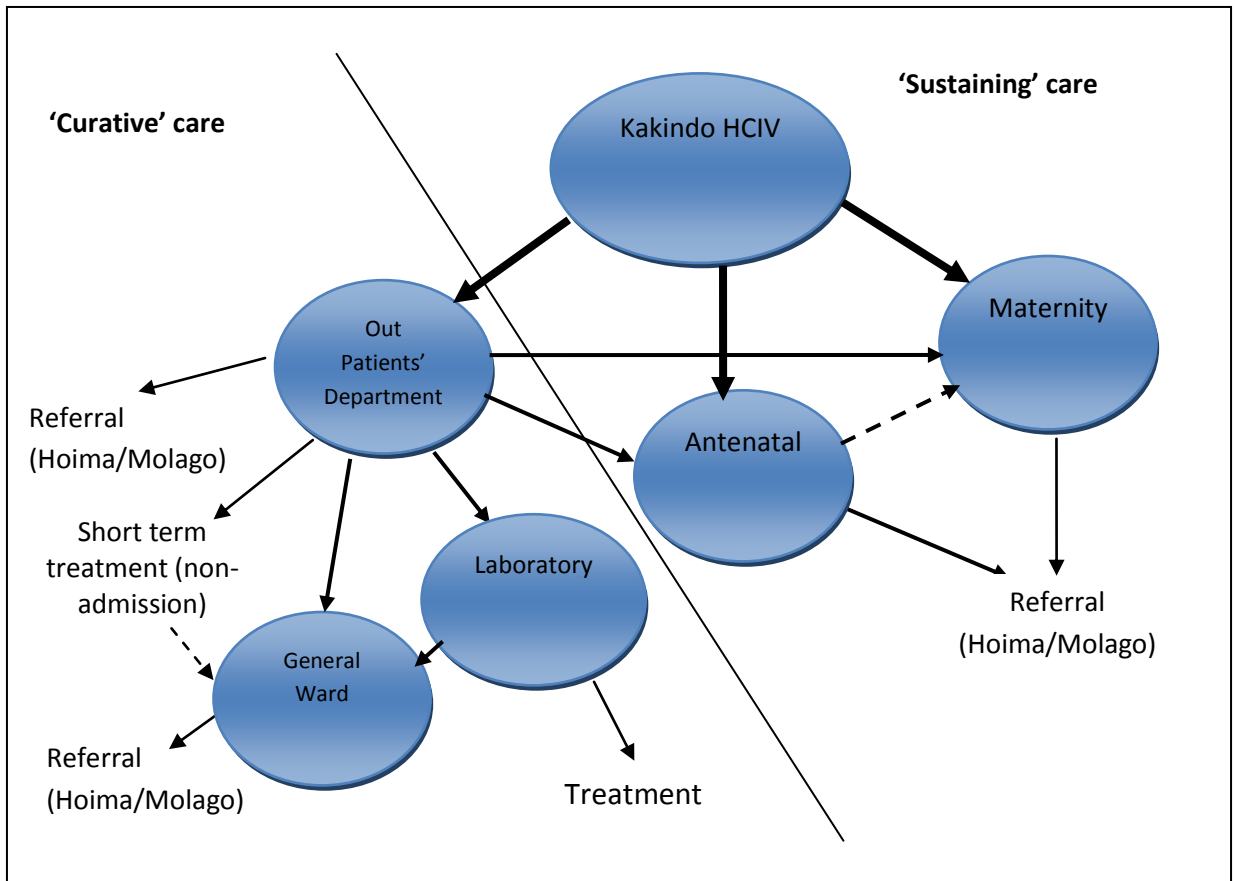 ‘Curative’ care
‘Sustaining’ care
Kakindo HCIV
Maternity
Out
Patients’
Department
Antenatal
Referral
(Hoima/Molago)
Short term
treatment (non-
admission)
Laboratory
General
Ward
Referral
(Hoima/Molago)
Referral
(Hoima/Molago)
Treatment